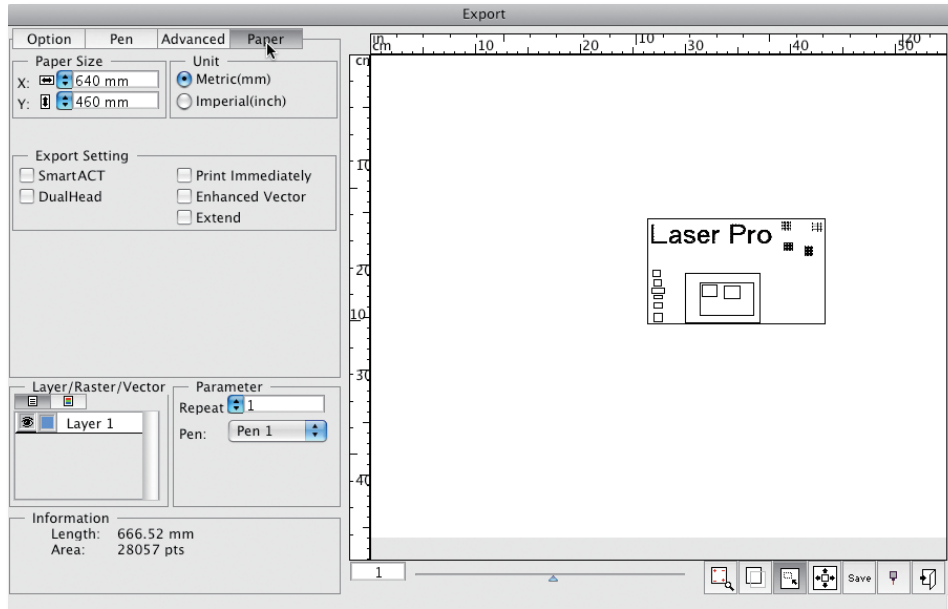 Export
Option Pen Advanced Paper
Paper Size
X: 640 mm
Y: 460 mm
Unit
Metric(mm)
Imperial(inch)
Export Setting
SmartACT
DualHead
Print Immediately
Enhanced Vector
Extend
Layer/Raster/Vector
Layer 1
Parameter
Repeat 1
Pen: Pen 1
Information
Length: 666.52 mm
Area: 28057 pts
in
cm
10 20 10 30 40 50 20
cm
10
20
10
30
40
Laser Pro
1
Save